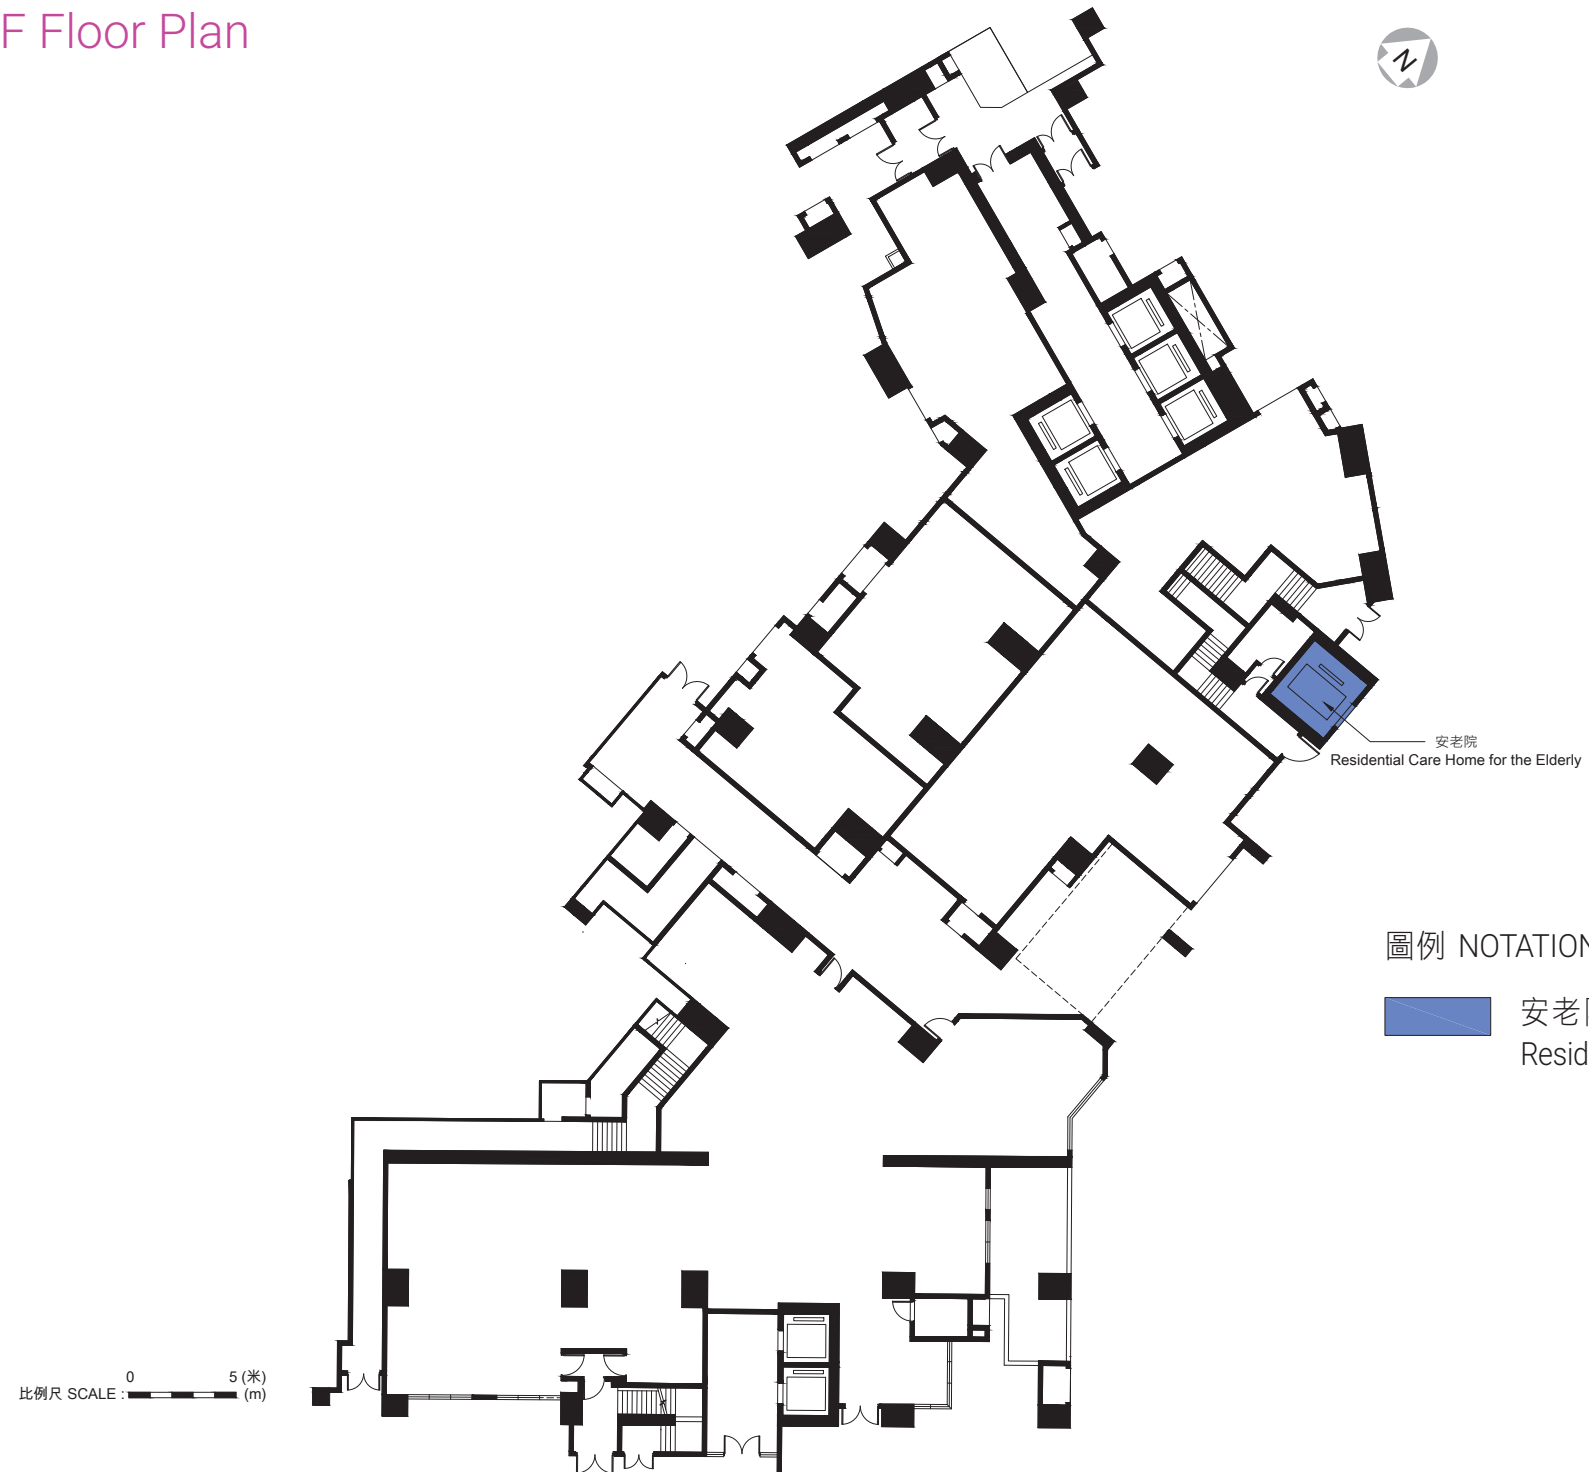 F Floor Plan
N
安老院
Residential Care Home for the Elderly
圖例 NOTATION
安老
Resid
0 5 (米)
比例尺 SCALE : (m)